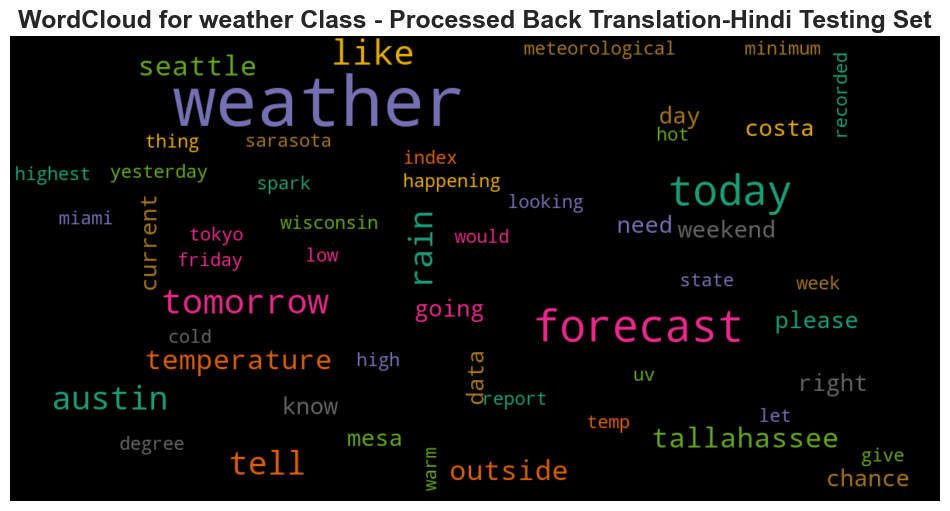 WordCloud for weather Class - Processed Back Translation-Hindi Testing Set
like
meteorological
minimum
seattle
weather
recorded
day
hot
costa
thing
sarasota
index
highest
yesterday
spark
happening
today
looking
miami
current
wisconsin
rain
need
weekend
tokyo
would
friday
low
state
week
tomorrow
going
forecast
please
cold
temperature
high
data
uv
right
austin
know
report
temp
let
degree
mesa
tallahassee
tell
warm
outside
give
chance